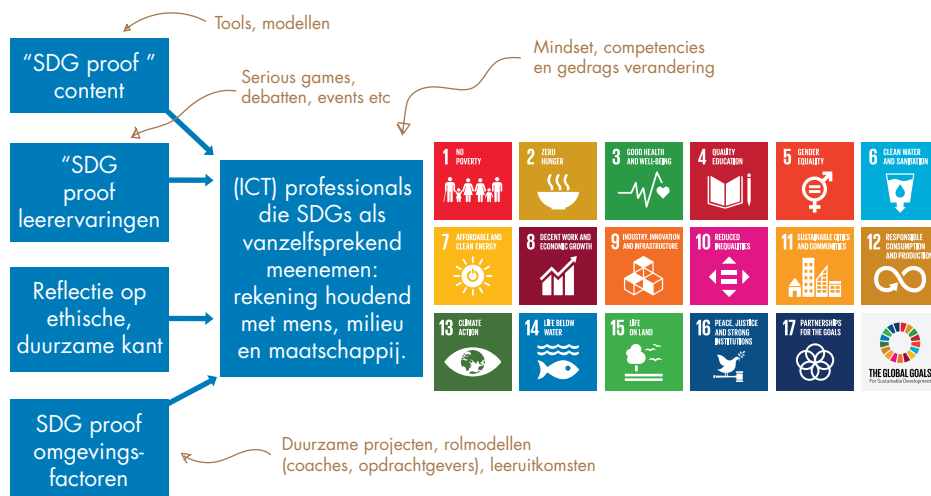 Tools, modellen
“SDG proof ”
content
Serious games,
debatten, events etc
Mindset, competencies
en gedrags verandering
“SDG
proof
leerervaringen
Reflectie op
ethische,
duurzame kant
SDG proof
omgevings-
factoren
(ICT) professionals
die SDGs als
vanzelfsprekend
meenemen:
rekening houdend
met mens, milieu
en maatschappij.
Duurzame projecten, rolmodellen
(coaches, opdrachtgevers), leeruitkomsten
1 NO
POVERTY
2 ZERO
HUNGER
3 GOOD HEALTH
AND WELL-BEING
4 QUALITY
EDUCATION
5 GENDER
EQUALITY
6 CLEAN WATER
AND SANITATION
7 AFFORDABLE AND
CLEAN ENERGY
8 DECENT WORK AND
ECONOMIC GROWTH
9 INDUSTRY, INNOVATION
AND INFRASTRUCTURE
10 REDUCED
INEQUALITIES
11 SUSTAINABLE CITIES
AND COMMUNITIES
12 RESPONSIBLE
CONSUMPTION
AND PRODUCTION
13 CLIMATE
ACTION
14 LIFE BELOW
WATER
15 LIFE
ON LAND
16 PEACE, JUSTICE
AND STRONG
INSTITUTIONS
17 PARTNERSHIPS
FOR THE GOALS
THE GLOBAL GOALS
For Sustainable Development